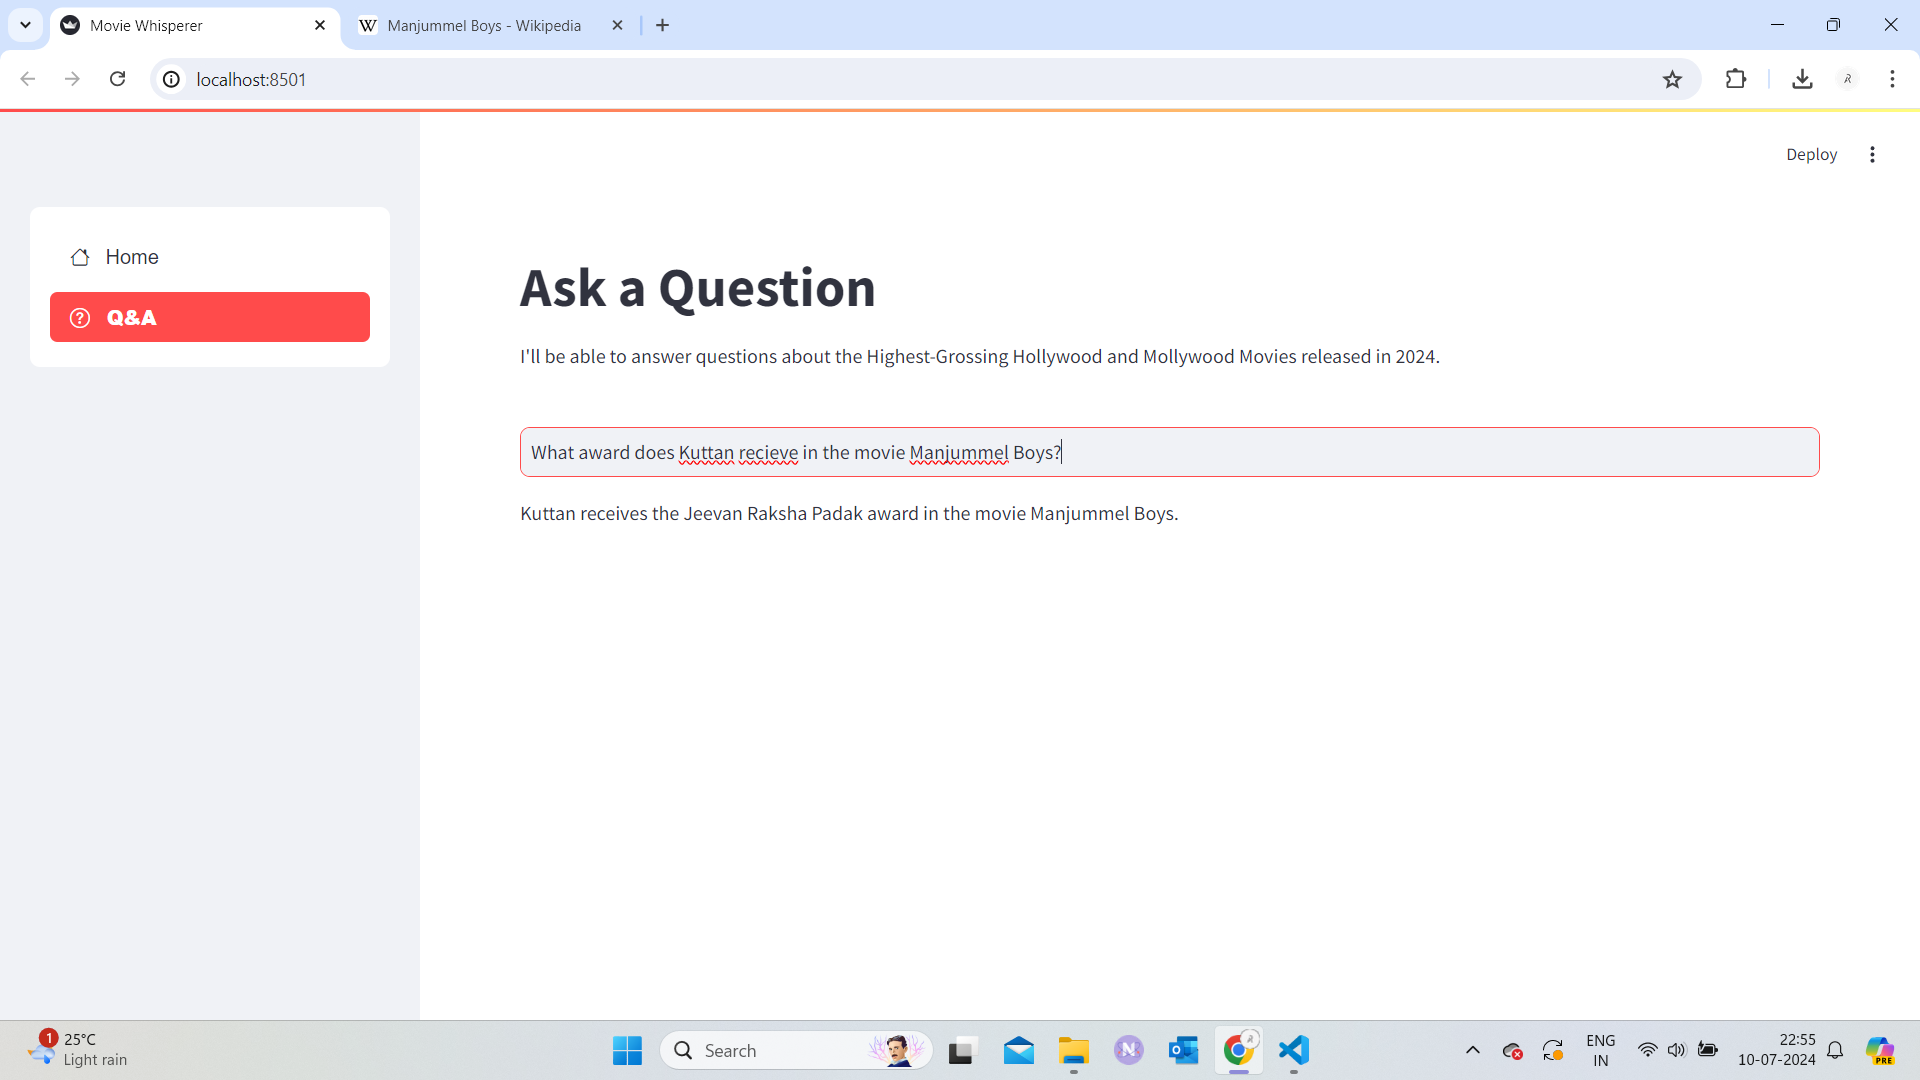 Movie Whisperer
W Manjummel Boys - Wikipedia
localhost:8501
Deploy
Home
Q&A
Ask a Question
I'll be able to answer questions about the Highest-Grossing Hollywood and Mollywood Movies released in 2024.
What award does Kuttan recieve in the movie Manjummel Boys?
Kuttan receives the Jeevan Raksha Padak award in the movie Manjummel Boys.
1
25°C
Light rain
Search
N
ENG
IN
22:55
10-07-2024
PRE